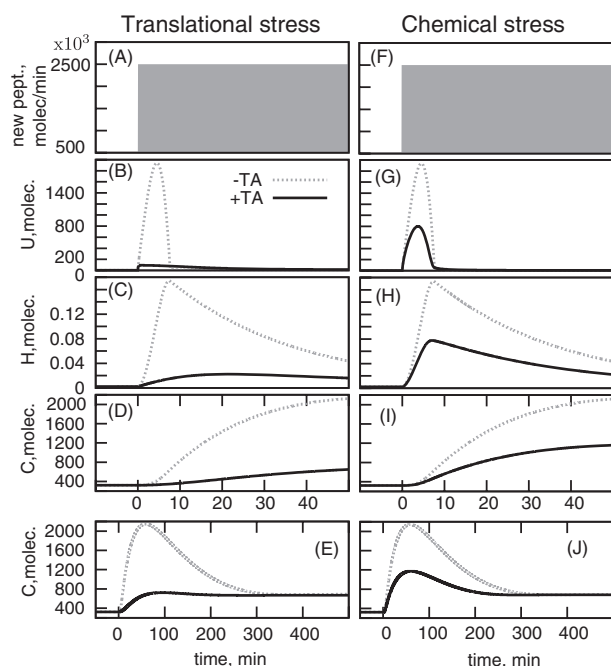 Translational stress
Chemical stress
×10³
2500
500
new pept.,
molec/min
(A)
(F)
1400
800
200
0
U,molec.
(B)
-TA
+TA
(G)
0.12
0.08
0.04
0
H,molec.
(C)
(H)
2000
1600
1200
800
400
C,molec.
(D)
(I)
0 10 20 30 40
0 10 20 30 40
2000
1600
1200
800
400
C,molec.
(E)
(J)
0 100 200 300 400
0 100 200 300 400
time, min
time, min